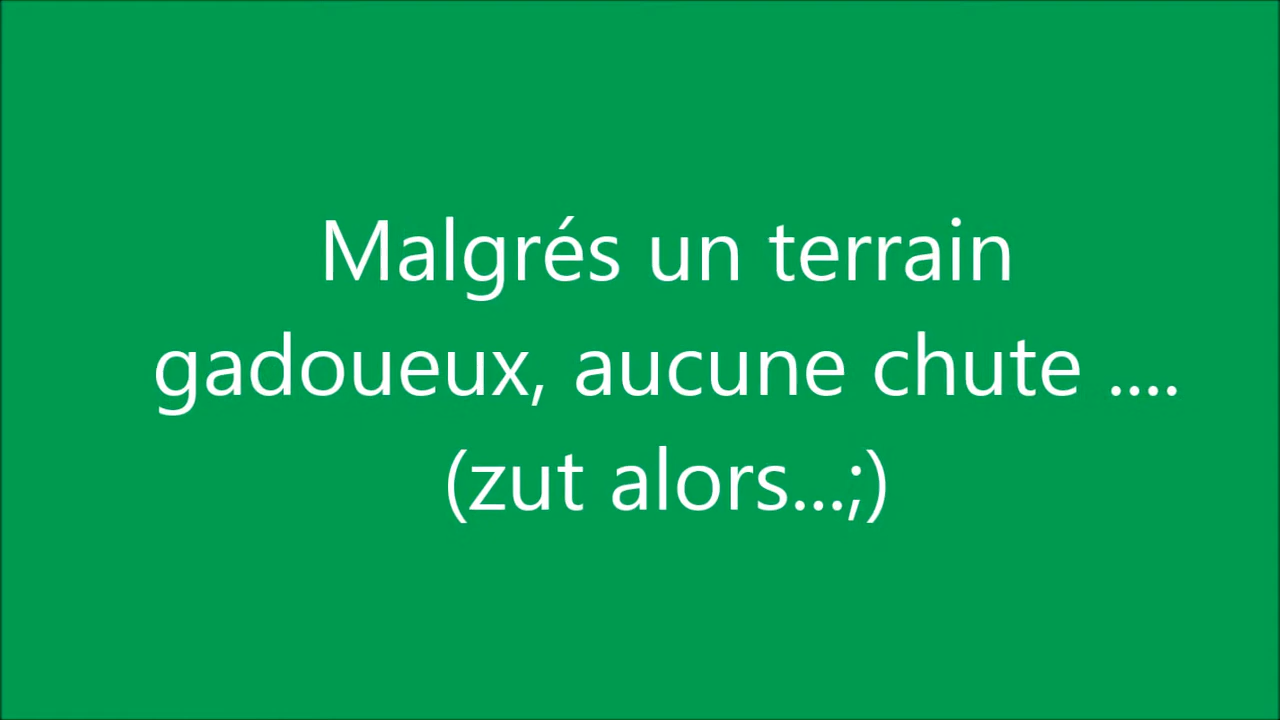 Malgrés un terrain
gadoueux, aucune chute ....
(zut alors...;)